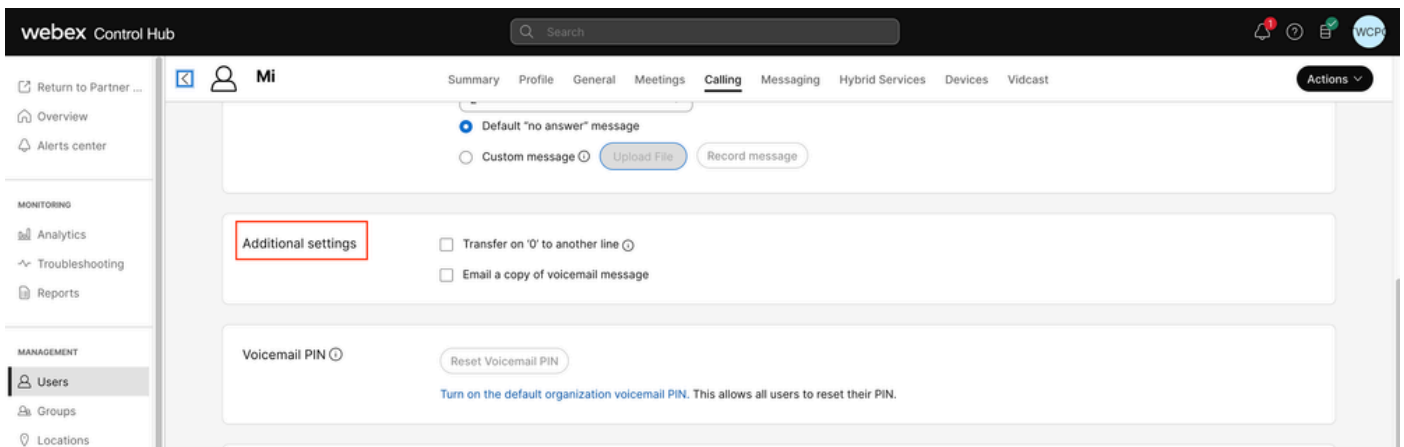 webex Control Hub
Search
1
WCPC
Return to Partner ...
Overview
Alerts center
MONITORING
Analytics
Troubleshooting
Reports
MANAGEMENT
Users
Groups
Locations
Mi
Summary Profile General Meetings Calling Messaging Hybrid Services Devices Vidcast
Actions
Default "no answer" message
Custom message Upload File Record message
Additional settings
Transfer on '0' to another line
Email a copy of voicemail message
Voicemail PIN
Reset Voicemail PIN
Turn on the default organization voicemail PIN. This allows all users to reset their PIN.